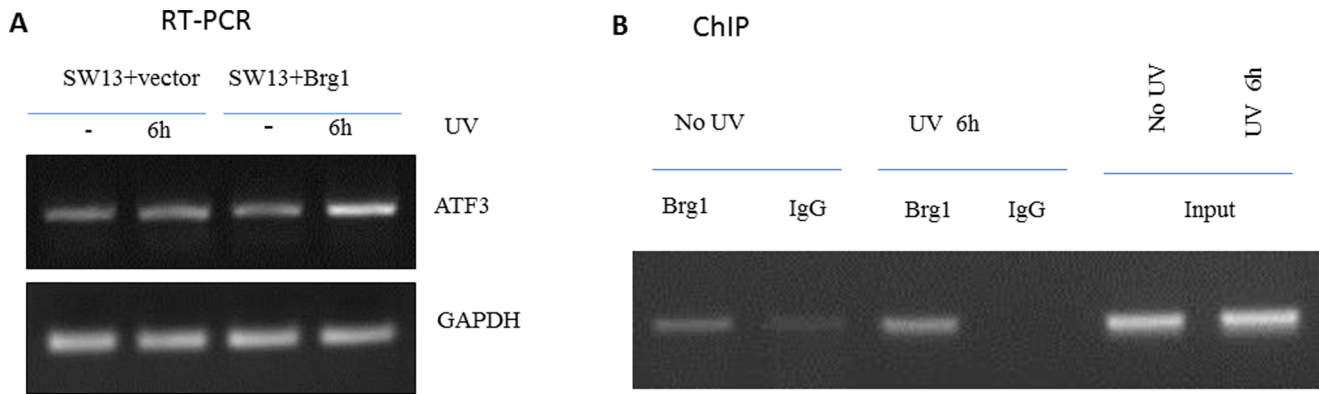 A
RT-PCR
SW13+vector SW13+Brg1
- 6h - 6h UV
ATF3
GAPDH
B
ChIP
No UV UV 6h No UV UV 6h
Brg1 IgG Brg1 IgG Input